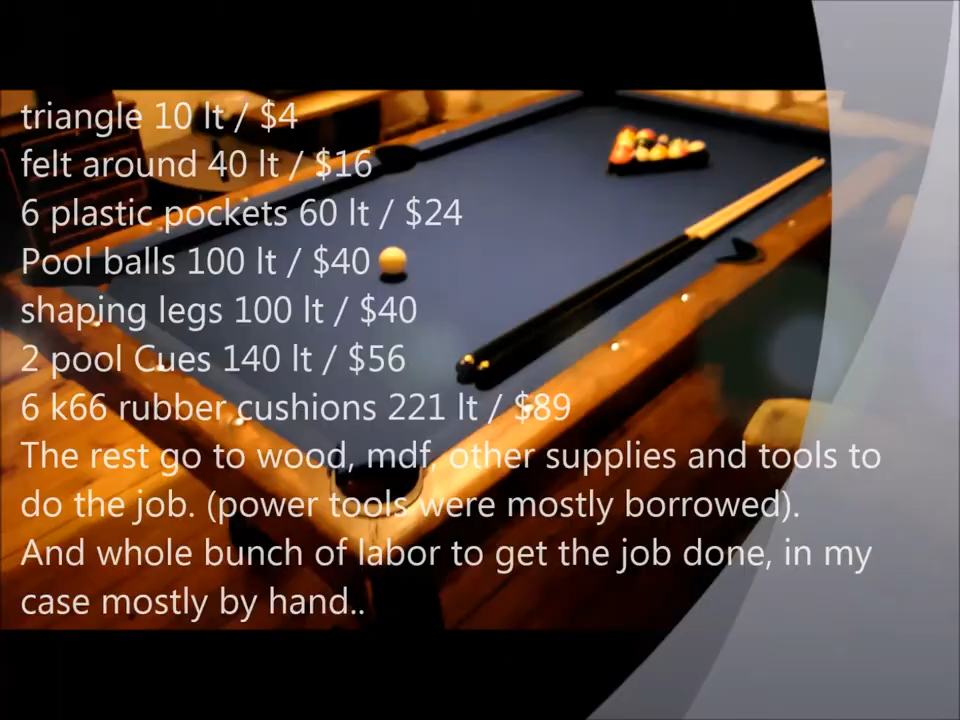 triangle 10 lt / $4
felt around 40 lt / $16
6 plastic pockets 60 lt / $24
Pool balls 100 lt / $40
shaping legs 100 lt / $40
2 pool Cues 140 lt / $56
6 k66 rubber cushions 221 lt / $89
The rest go to wood, mdf, other supplies and tools to
do the job. (power tools were mostly borrowed).
And whole bunch of labor to get the job done, in my
case mostly by hand..